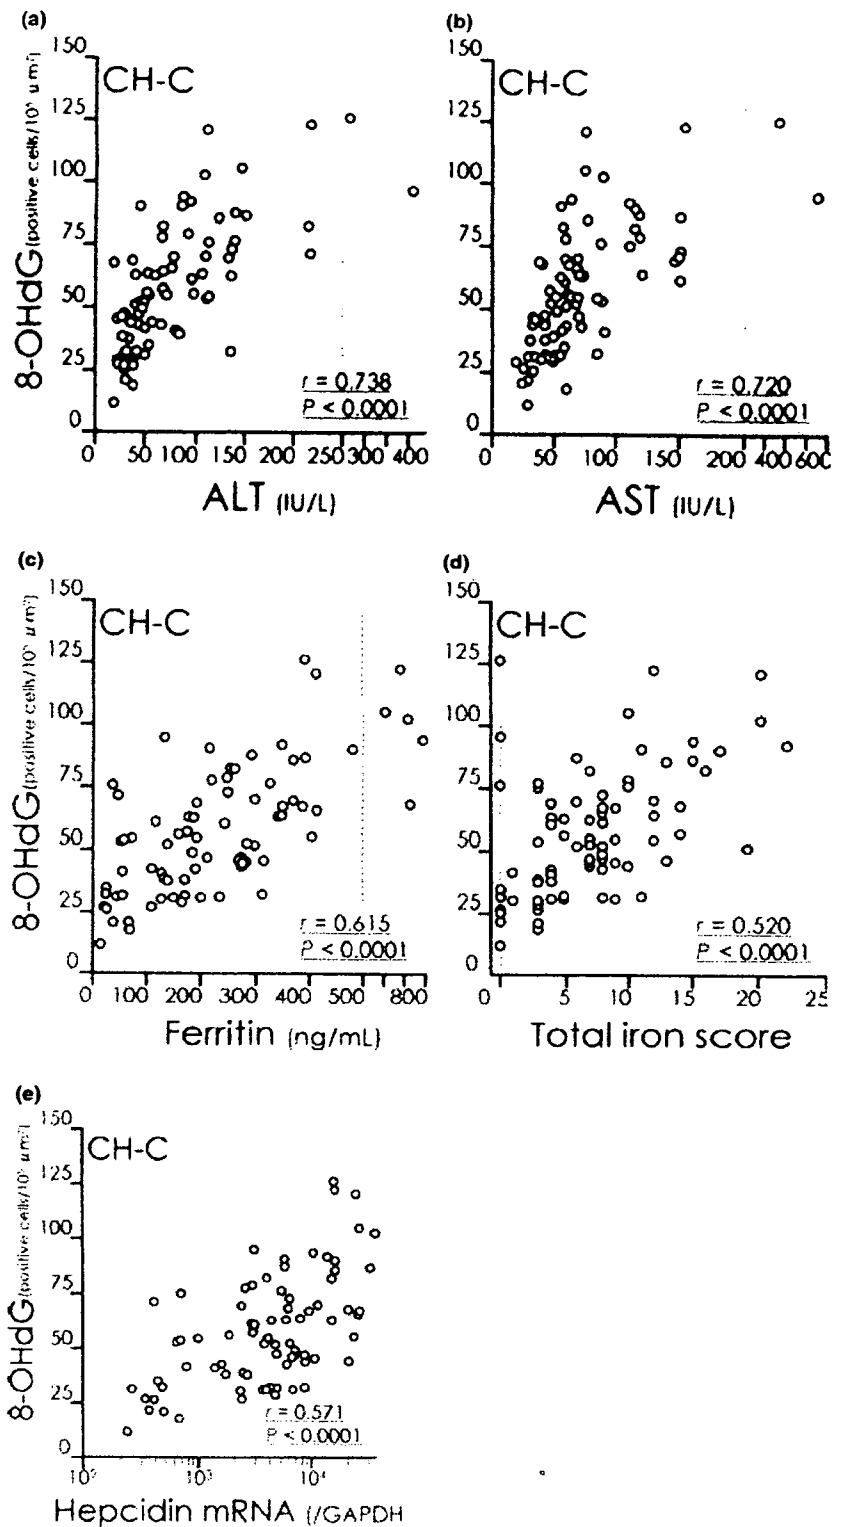 (a)
150
125
100
75
50
25
0
8-OHdG (positive cells/10⁵ μm²)
CH-C
r = 0.738
P < 0.0001
0 50 100 150 200 250 300 400
ALT (IU/L)
(b)
150
125
100
75
50
25
0
CH-C
r = 0.720
P < 0.0001
0 50 100 150 200 400 600
AST (IU/L)
(c)
150
125
100
75
50
25
0
8-OHdG (positive cells/10⁵ μm²)
CH-C
r = 0.615
P < 0.0001
0 100 200 300 400 500 800
Ferritin (ng/mL)
(d)
150
125
100
75
50
25
0
CH-C
r = 0.520
P < 0.0001
0 5 10 15 20 25
Total iron score
(e)
150
125
100
75
50
25
0
8-OHdG (positive cells/10⁵ μm²)
CH-C
r = 0.571
P < 0.0001
10² 10³ 10⁴
Hepcidin mRNA (/GAPDH